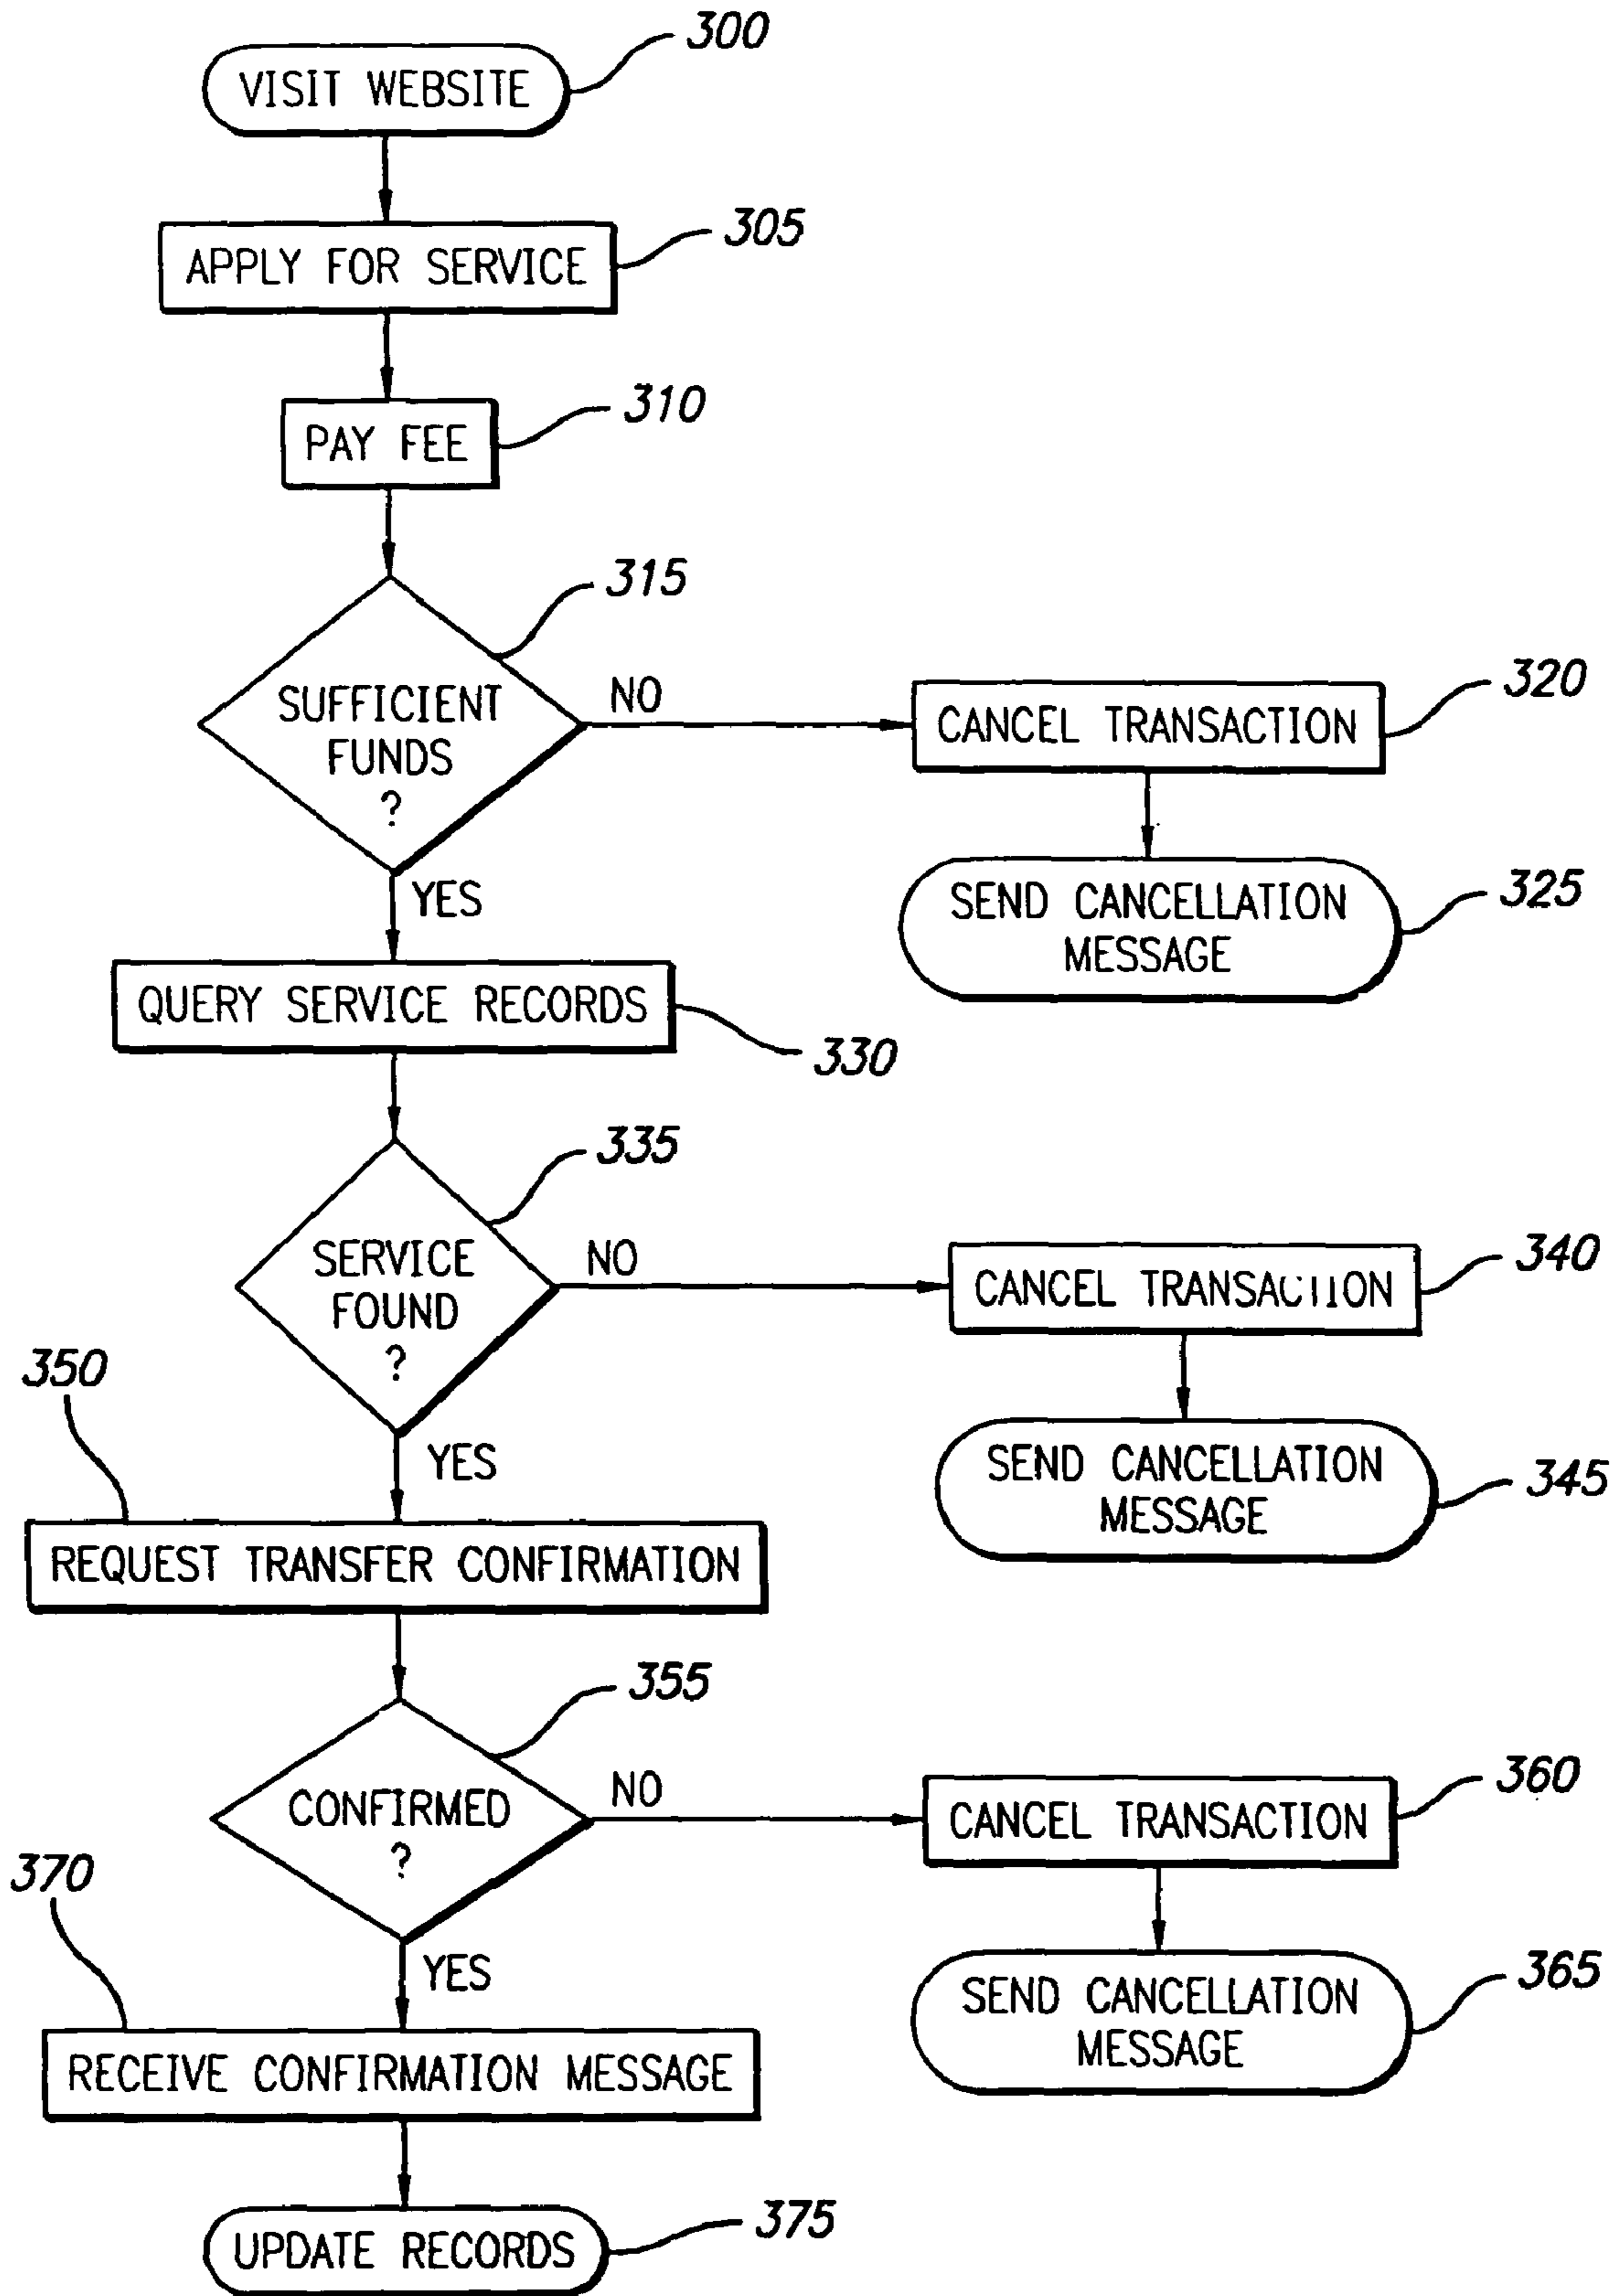 300
VISIT WEBSITE
305
APPLY FOR SERVICE
310
PAY FEE
315
SUFFICIENT
FUNDS
?
NO
320
CANCEL TRANSACTION
325
SEND CANCELLATION
MESSAGE
YES
QUERY SERVICE RECORDS
330
335
SERVICE
FOUND
?
NO
340
CANCEL TRANSACTION
345
SEND CANCELLATION
MESSAGE
YES
350
REQUEST TRANSFER CONFIRMATION
355
CONFIRMED
?
NO
360
CANCEL TRANSACTION
365
SEND CANCELLATION
MESSAGE
YES
370
RECEIVE CONFIRMATION MESSAGE
375
UPDATE RECORDS